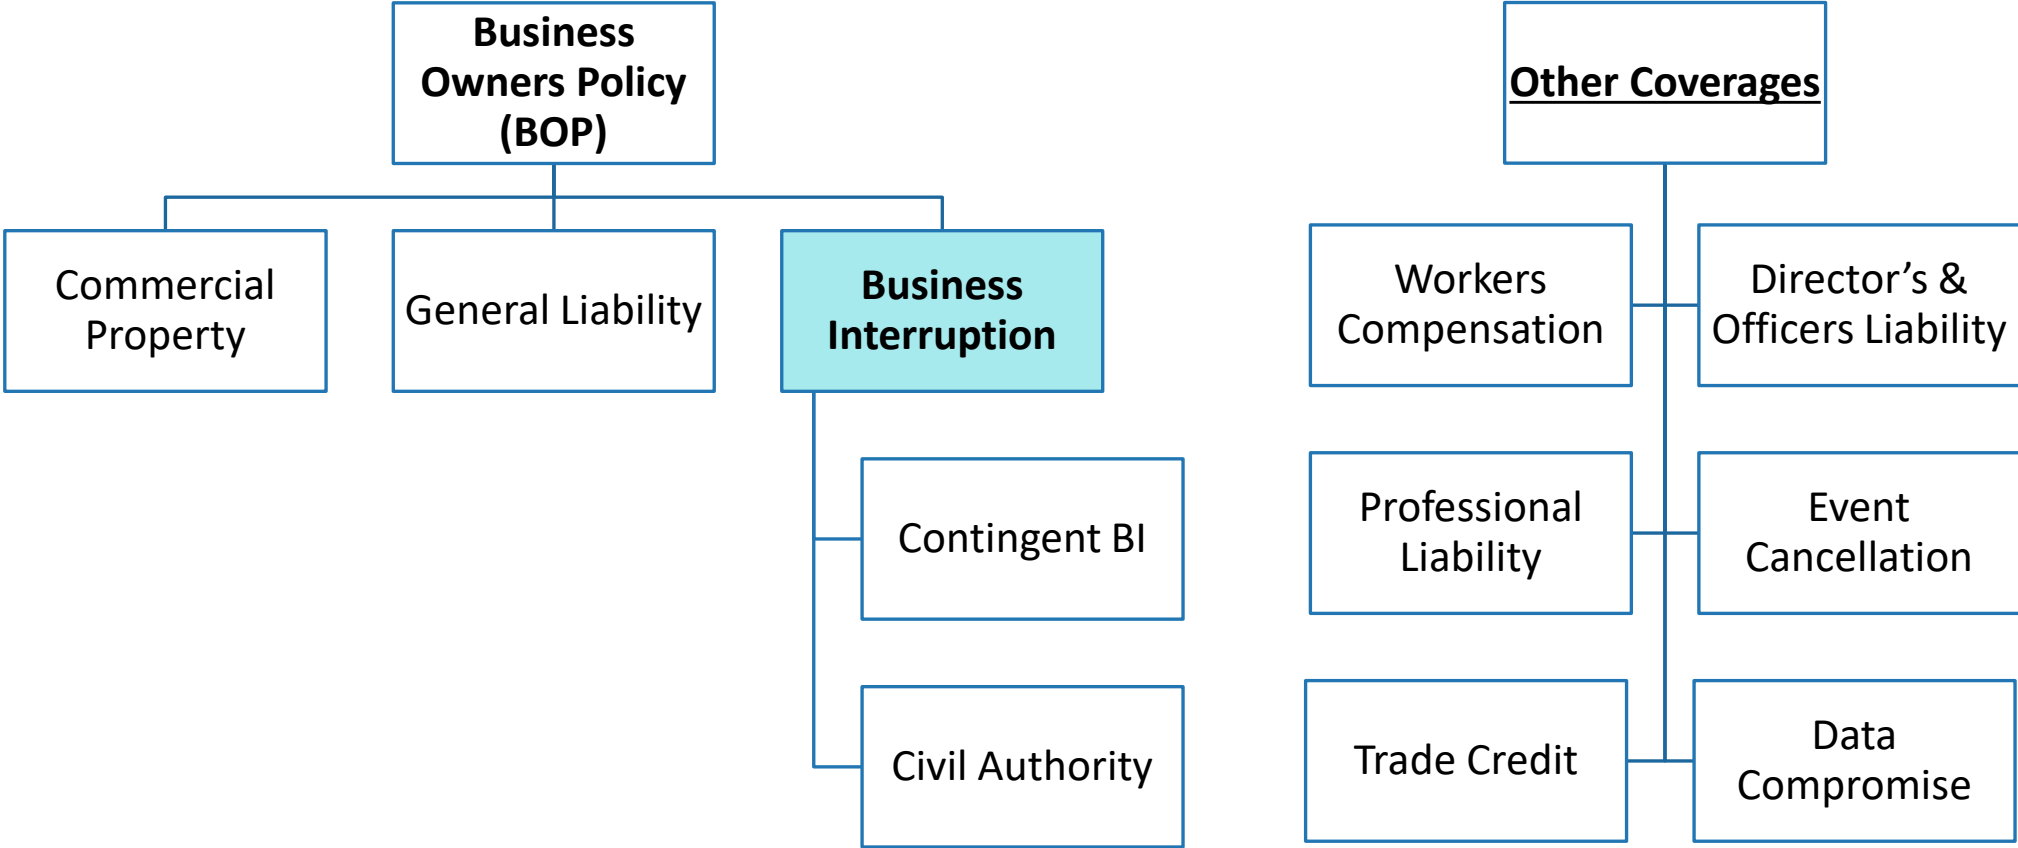 Business
Owners Policy
(BOP)
Commercial
Property
General Liability
Business
Interruption
Contingent BI
Civil Authority
Other Coverages
Workers
Compensation
Director’s &
Officers Liability
Professional
Liability
Event
Cancellation
Trade Credit
Data
Compromise